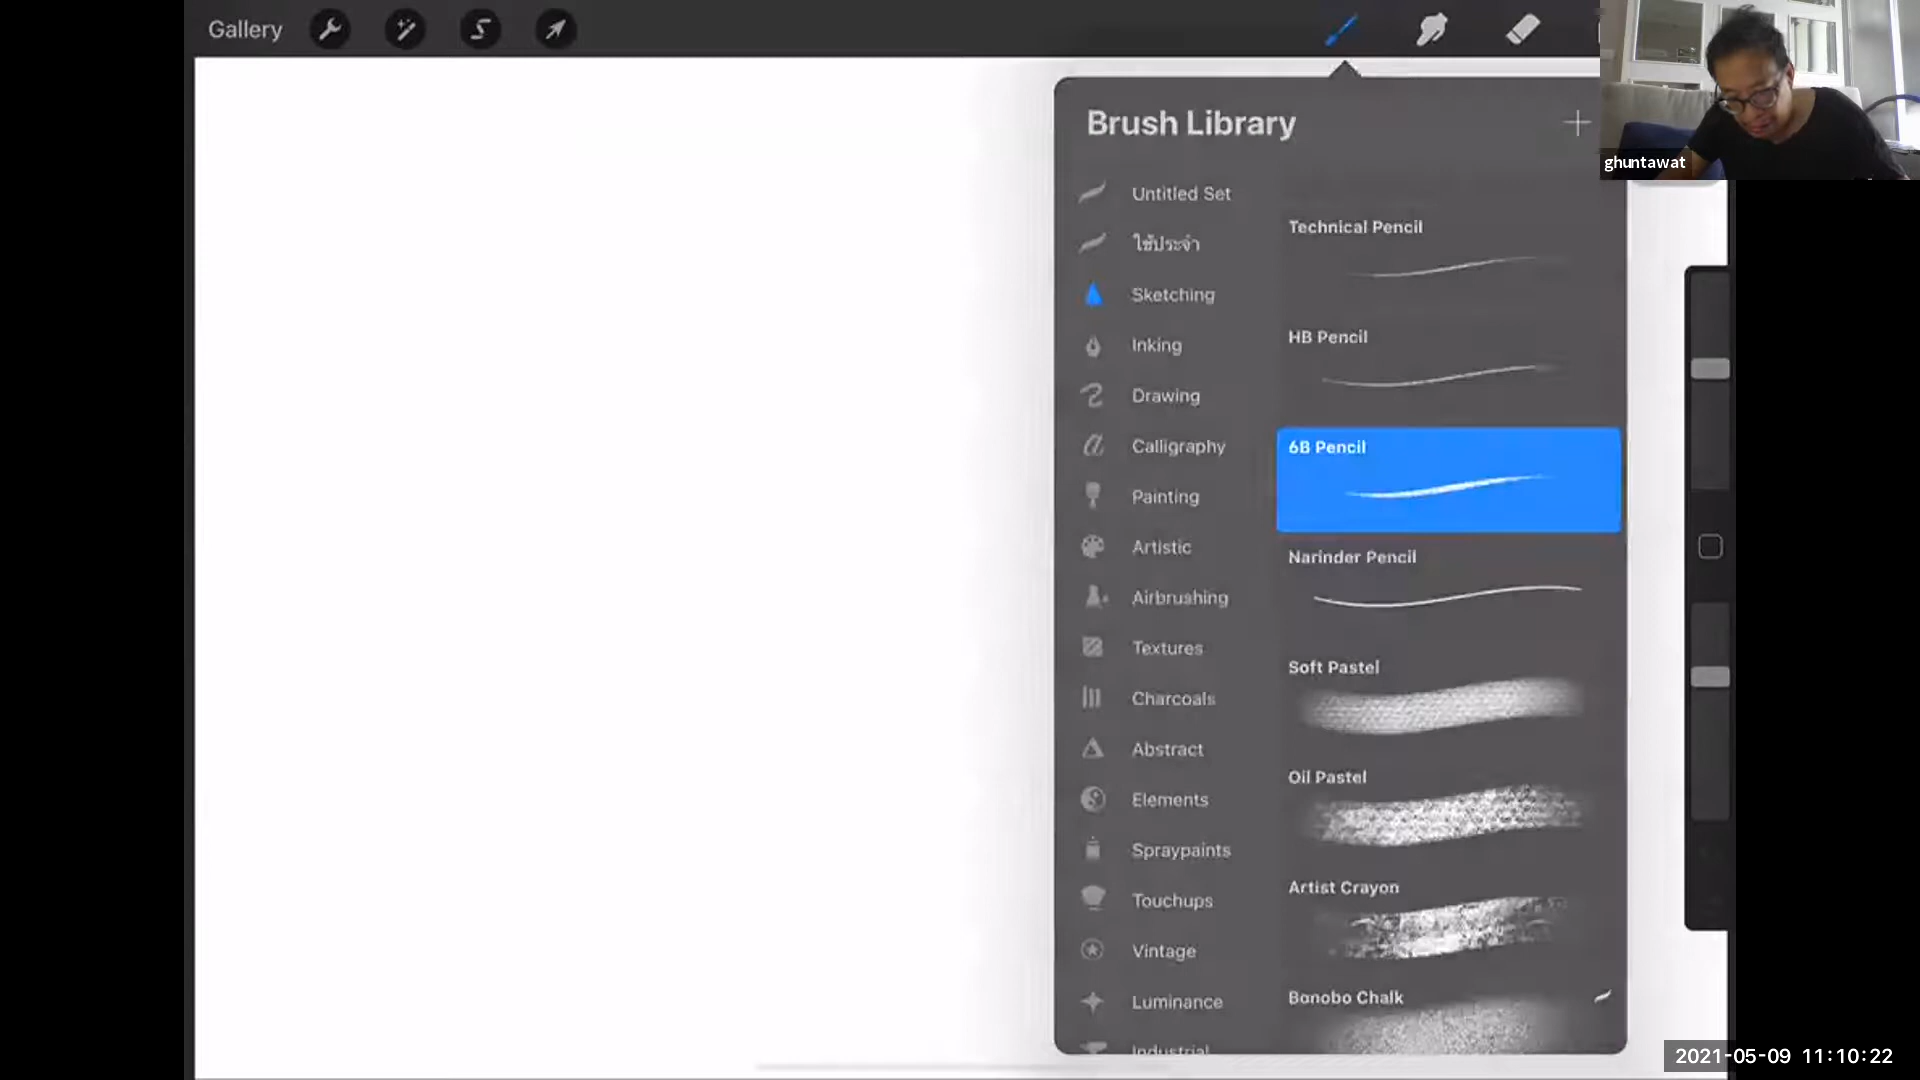 Gallery
Brush Library
ghuntawat
Untitled Set
ใช้ประจำ
Sketching
Inking
Drawing
Calligraphy
Painting
Artistic
Airbrushing
Textures
Charcoals
Abstract
Elements
Spraypaints
Touchups
Vintage
Luminance
Industrial
Technical Pencil
HB Pencil
6B Pencil
Narinder Pencil
Soft Pastel
Oil Pastel
Artist Crayon
Bonobo Chalk
2021-05-09 11:10:22